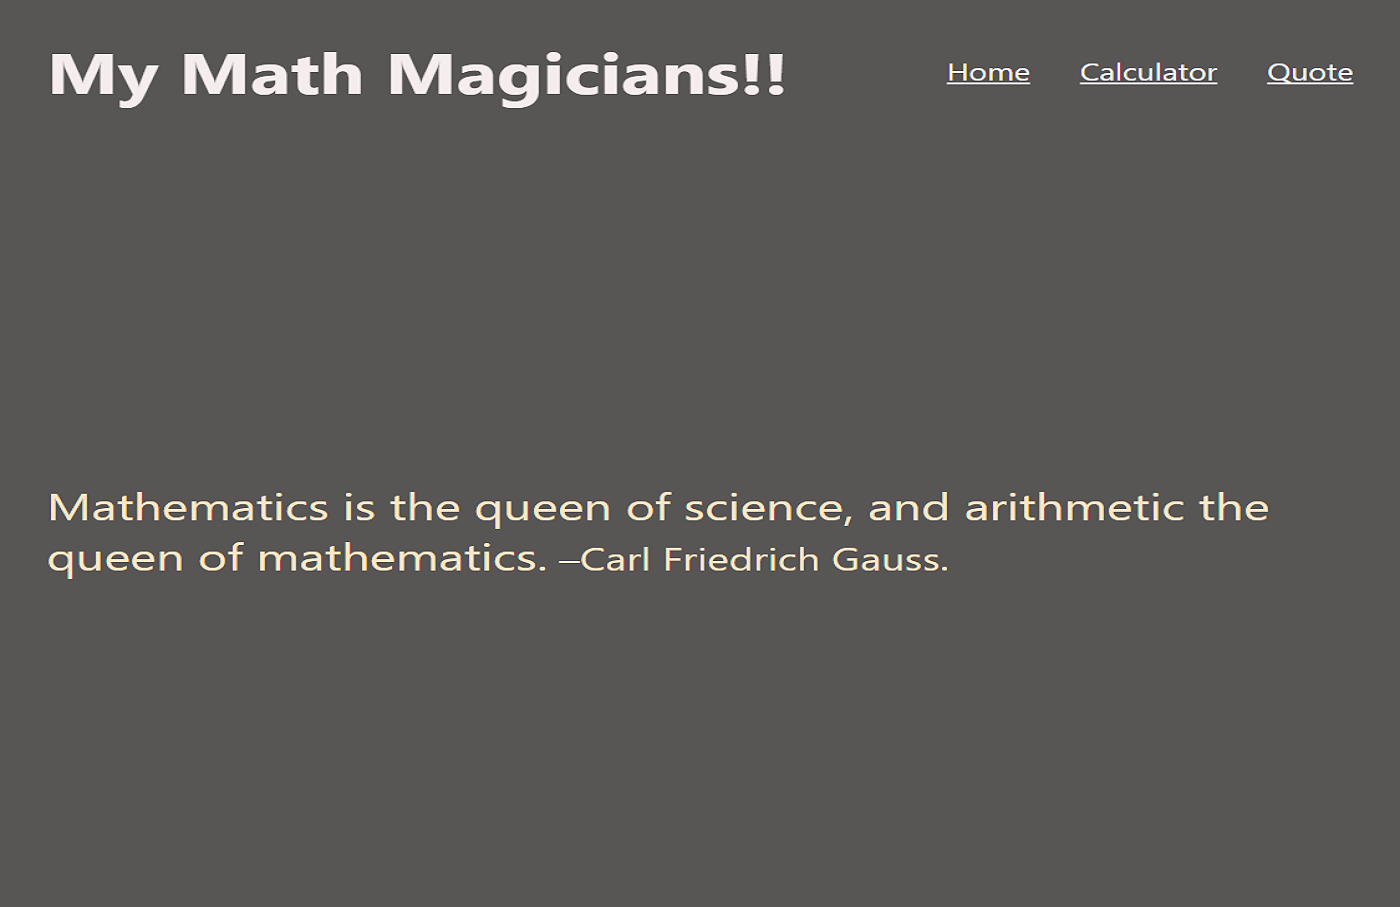 My Math Magicians!!
Home Calculator Quote
Mathematics is the queen of science, and arithmetic the
queen of mathematics. –Carl Friedrich Gauss.